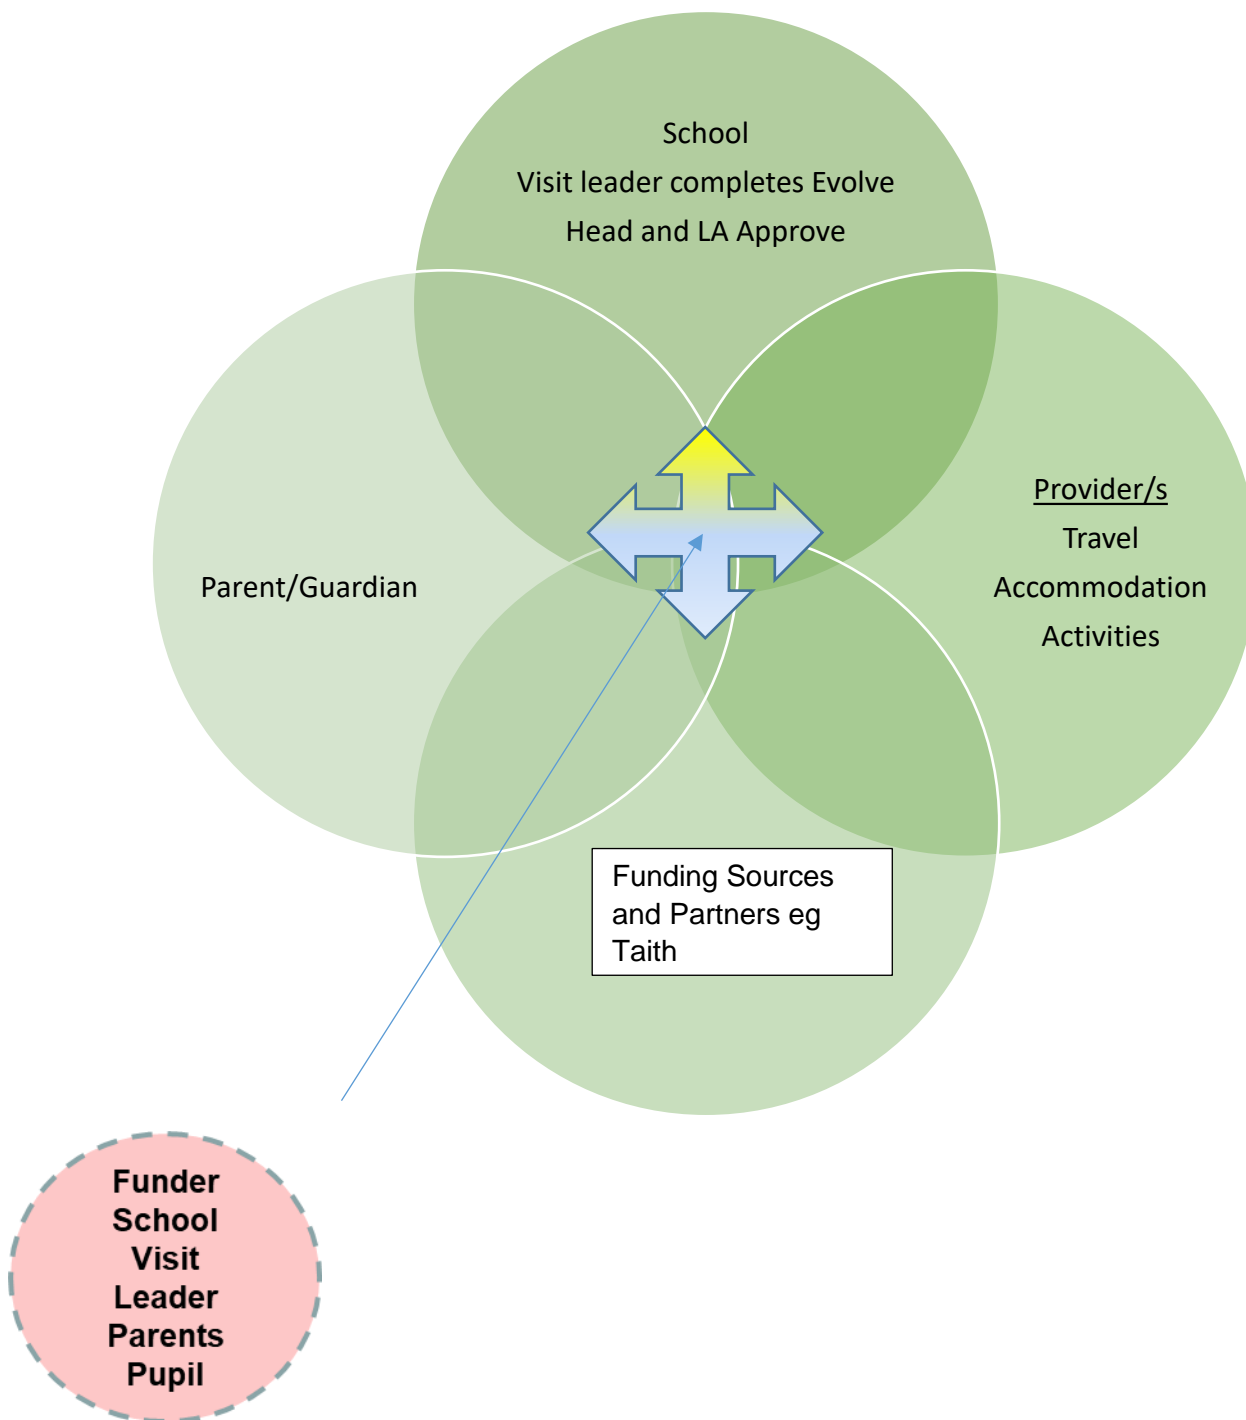 School
Visit leader completes Evolve
Head and LA Approve
Parent/Guardian
Provider/s
Travel
Accommodation
Activities
Funding Sources
and Partners eg
Taith
Funder
School
Visit
Leader
Parents
Pupil